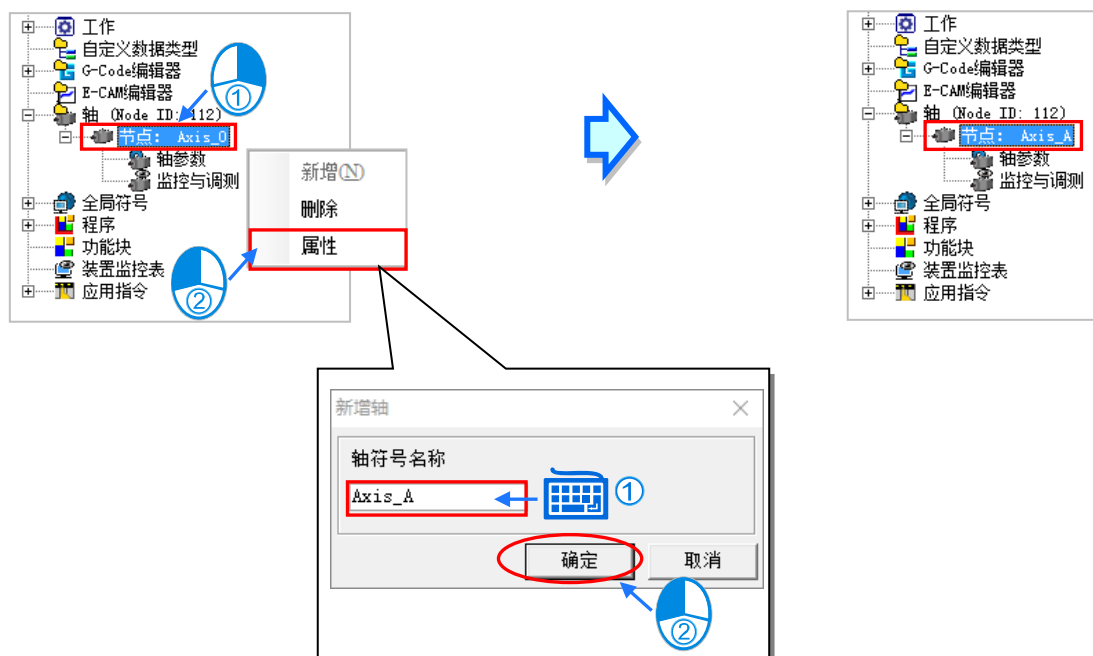 工作
自定义数据类型
G-Code编辑器
E-CAM编辑器
轴 (Node ID: 112)
节点: Axis_0
轴参数
监控与调测
全局符号
程序
功能块
装置监控表
应用指令
①
新增(N)
删除
属性
②
工作
自定义数据类型
G-Code编辑器
E-CAM编辑器
轴 (Node ID: 112)
节点: Axis_A
轴参数
监控与调测
全局符号
程序
功能块
装置监控表
应用指令
新增轴
轴符号名称
Axis_A
①
确定
取消
②